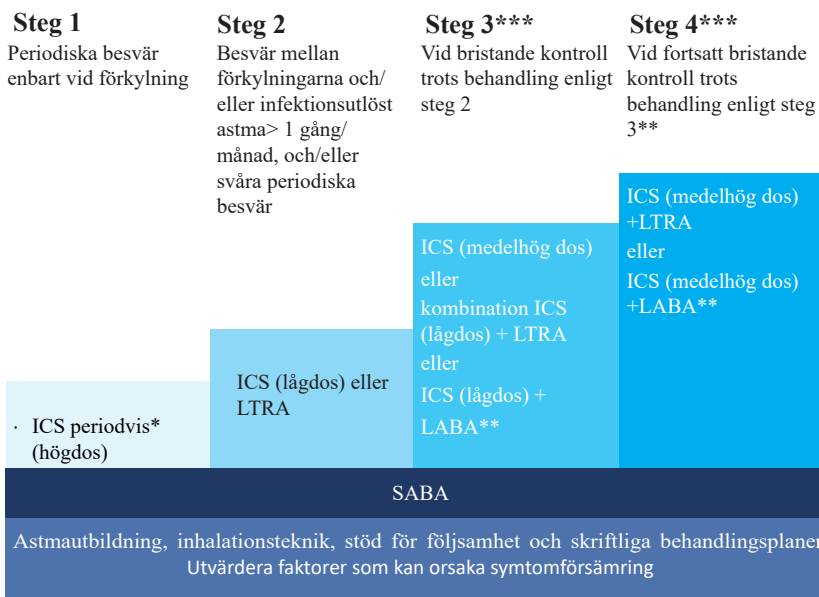 Steg 1
Periodiska besvär
enbart vid förkylning
Steg 2
Besvär mellan
förkylningarna och/
eller infektionsutlöst
astma> 1 gång/
månad, och/eller
svåra periodiska
besvär
Steg 3***
Vid bristande kontroll
trots behandling enligt
steg 2
Steg 4***
Vid fortsatt bristande
kontroll trots
behandling enligt steg
3**
· ICS periodvis*
(högdos)
ICS (lågdos) eller
LTRA
ICS (medelhög dos)
eller
kombination ICS
(lågdos) + LTRA
eller
ICS (lågdos) +
LABA**
ICS (medelhög dos)
+LTRA
eller
ICS (medelhög dos)
+LABA**
SABA
Astmautbildning, inhalationsteknik, stöd för följsamhet och skriftliga behandlingsplaner
Utvärdera faktorer som kan orsaka symtomförsämring